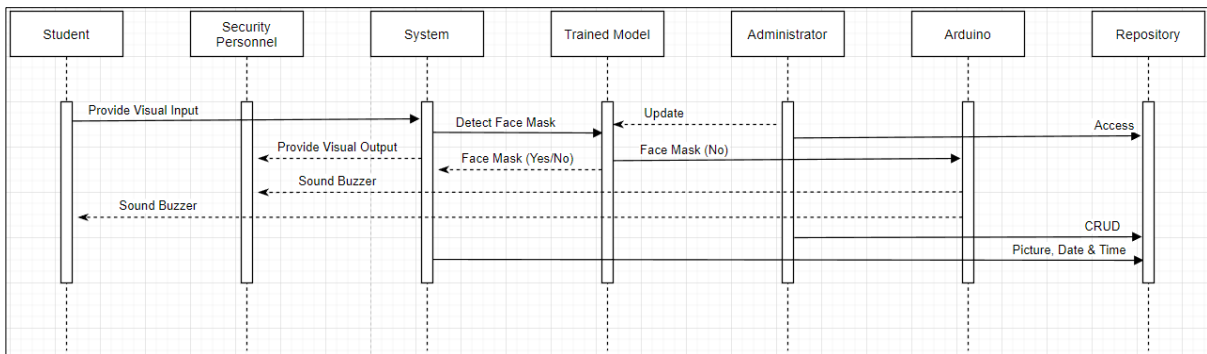 Student
Security
Personnel
System
Trained Model
Administrator
Arduino
Repository
Provide Visual Input
Update
Detect Face Mask
Access
Provide Visual Output
Face Mask (Yes/No)
Face Mask (No)
Sound Buzzer
Sound Buzzer
CRUD
Picture, Date & Time